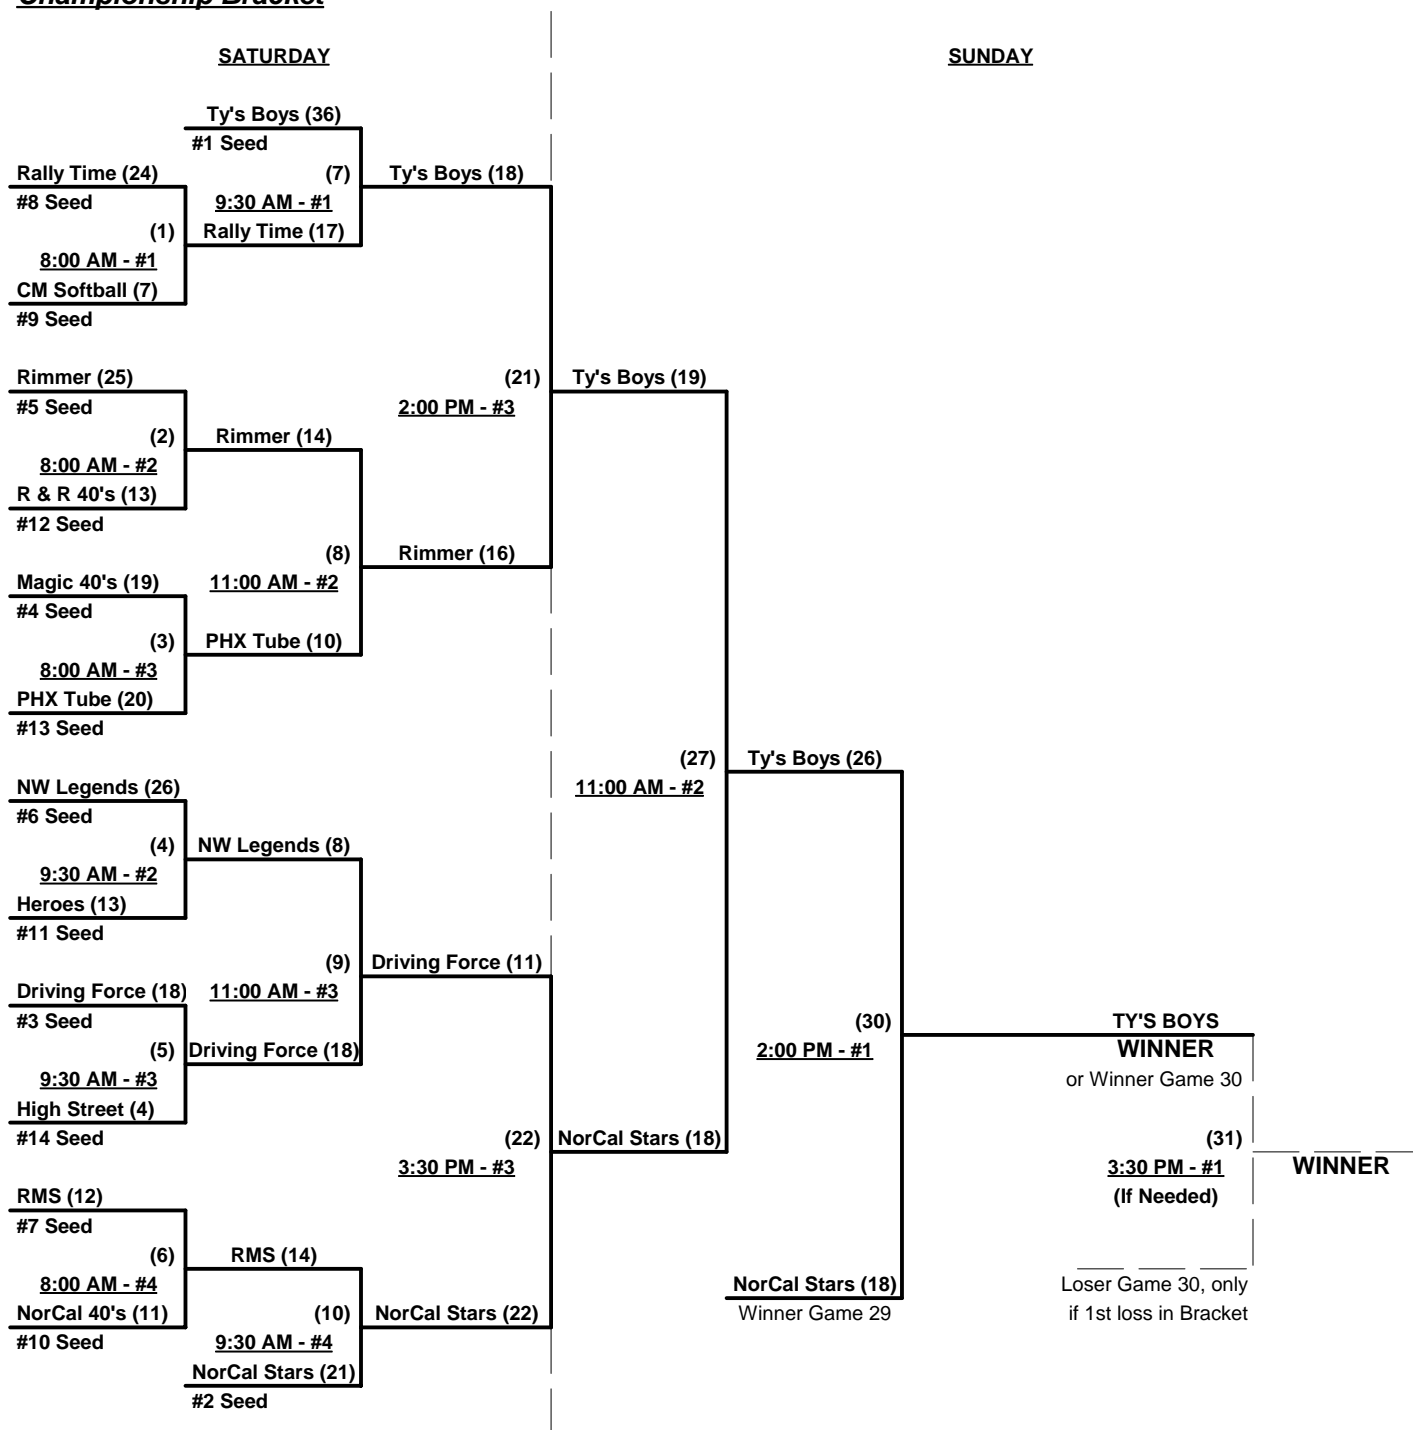 Championship Bracket
SATURDAY
SUNDAY
Ty's Boys (36)
#1 Seed
Rally Time (24)
(7)
Ty's Boys (18)
#8 Seed
9:30 AM - #1
(1)
Rally Time (17)
8:00 AM - #1
CM Softball (7)
#9 Seed
Rimmer (25)
(21)
Ty's Boys (19)
#5 Seed
2:00 PM - #3
(2)
Rimmer (14)
8:00 AM - #2
R & R 40's (13)
#12 Seed
(8)
Rimmer (16)
Magic 40's (19)
11:00 AM - #2
#4 Seed
(3)
PHX Tube (10)
8:00 AM - #3
PHX Tube (20)
#13 Seed
(27)
Ty's Boys (26)
NW Legends (26)
11:00 AM - #2
#6 Seed
(4)
NW Legends (8)
9:30 AM - #2
Heroes (13)
#11 Seed
(9)
Driving Force (11)
Driving Force (18)
11:00 AM - #3
#3 Seed
(30)
TY'S BOYS
(5)
Driving Force (18)
2:00 PM - #1
WINNER
9:30 AM - #3
or Winner Game 30
High Street (4)
#14 Seed
(22)
NorCal Stars (18)
(31)
3:30 PM - #3
3:30 PM - #1
WINNER
RMS (12)
(If Needed)
#7 Seed
(6)
RMS (14)
8:00 AM - #4
NorCal Stars (18)
Loser Game 30, only
NorCal 40's (11)
(10)
NorCal Stars (22)
Winner Game 29
if 1st loss in Bracket
#10 Seed
9:30 AM - #4
NorCal Stars (21)
#2 Seed